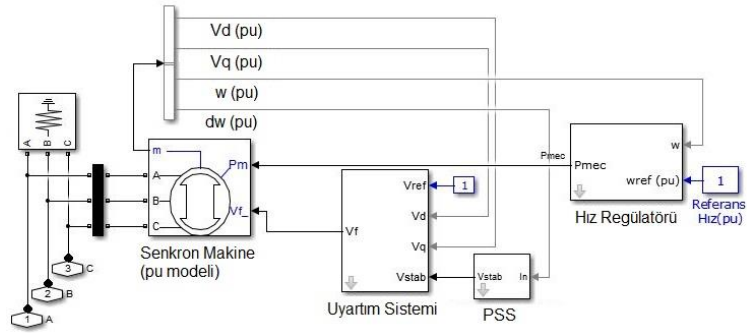 Vd (pu)
Vq (pu)
w (pu)
dw (pu)
A
B
C
m
A
B
C
Pm
Vf_
Senkron Makine
(pu modeli)
3
C
2
B
1
A
Vref
Vd
Vq
Vstab
Vf
1
Uyartım Sistemi
Vstab
In
PSS
Pmec
Pmec
w
wref (pu)
Hız Regülatörü
1
Referans
Hız(pu)